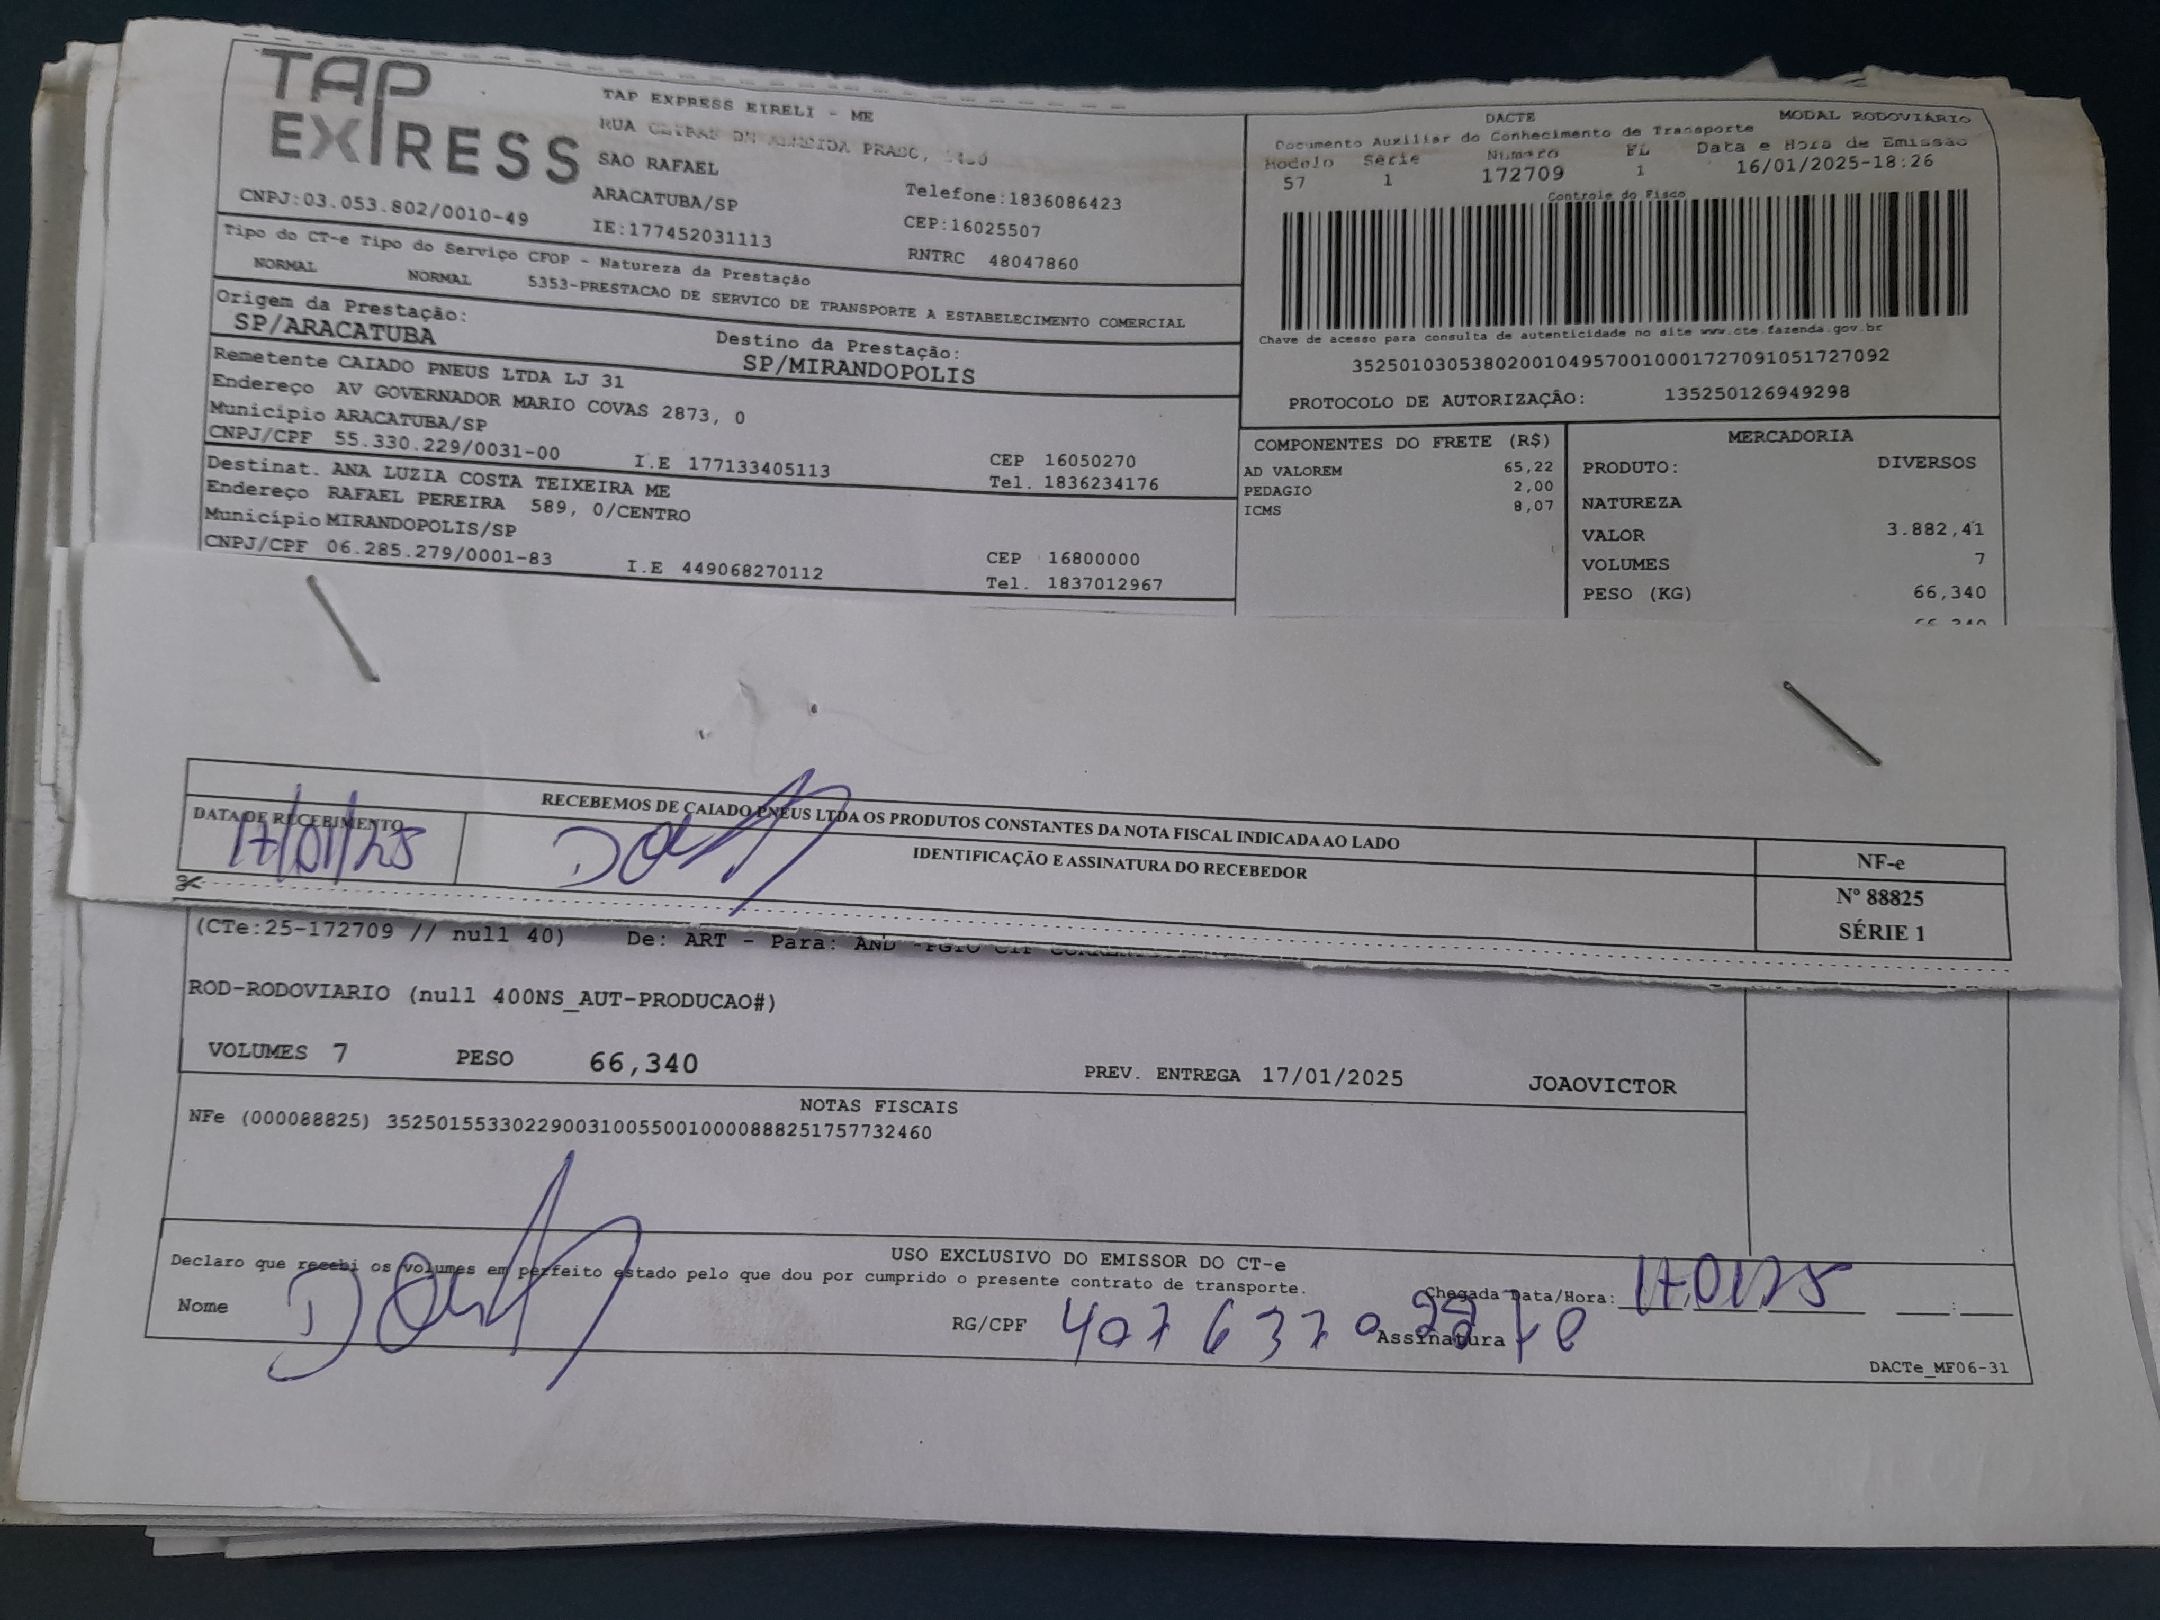 TAP
EXPRESS
TAP EXPRESS EIRELI - ME
RUA DE ALMEIDA PRADO,
SAO RAFAEL
ARACATUBA/SP
Telefone:1836086423
CNPJ:03.053.802/0010-49
IE:177452031113
CEP:16025507
RNTRC 48047860
DACTE
MODAL RODOVIÁRIO
Documento Auxiliar do Conhecimento de Transporte
Modelo Série Número FL Data e Hora de Emissão
57 1 172709 1 16/01/2025-18:26
Controle do Fisco
Chave de acesso para consulta de autenticidade no site www.cte.fazenda.gov.br
35250103053802001049570010001727091051727092
PROTOCOLO DE AUTORIZAÇÃO: 135250126949298
Tipo do CT-e Tipo do Serviço CFOP - Natureza da Prestação
NORMAL NORMAL 5353-PRESTACAO DE SERVICO DE TRANSPORTE A ESTABELECIMENTO COMERCIAL
Origem da Prestação:
SP/ARACATUBA
Destino da Prestação:
SP/MIRANDOPOLIS
Remetente CAIADO PNEUS LTDA LJ 31
Endereço AV GOVERNADOR MARIO COVAS 2873, 0
Município ARACATUBA/SP
CEP 16050270
CNPJ/CPF 55.330.229/0031-00 I.E 177133405113 Tel. 1836234176
Destinat. ANA LUZIA COSTA TEIXEIRA ME
Endereço RAFAEL PEREIRA 589, 0/CENTRO
Município MIRANDOPOLIS/SP
CEP 16800000
CNPJ/CPF 06.285.279/0001-83 I.E 449068270112 Tel. 1837012967
COMPONENTES DO FRETE (R$)
AD VALOREM 65,22
PEDAGIO 2,00
ICMS 8,07
MERCADORIA
PRODUTO: DIVERSOS
NATUREZA
VALOR 3.882,41
VOLUMES 7
PESO (KG) 66,340
66,340
RECEBEMOS DE CAIADO PNEUS LTDA OS PRODUTOS CONSTANTES DA NOTA FISCAL INDICADA AO LADO
DATA DE RECEBIMENTO
17/01/25
IDENTIFICAÇÃO E ASSINATURA DO RECEBEDOR
NF-e
Nº 88825
SÉRIE 1
(CTe:25-172709 // null 40) De: ART - Para: AND -PGTO CIF
ROD-RODOVIARIO (null 400NS_AUT-PRODUCAO#)
VOLUMES 7 PESO 66,340 PREV. ENTREGA 17/01/2025 JOAOVICTOR
NOTAS FISCAIS
NFe (000088825) 35250155330229003100550010000888251757732460
USO EXCLUSIVO DO EMISSOR DO CT-e
Declaro que recebi os volumes em perfeito estado pelo que dou por cumprido o presente contrato de transporte.
Chegada Data/Hora: 17,01,25 :
Nome
RG/CPF 407 637 0
Assinatura
DACTe_MF06-31